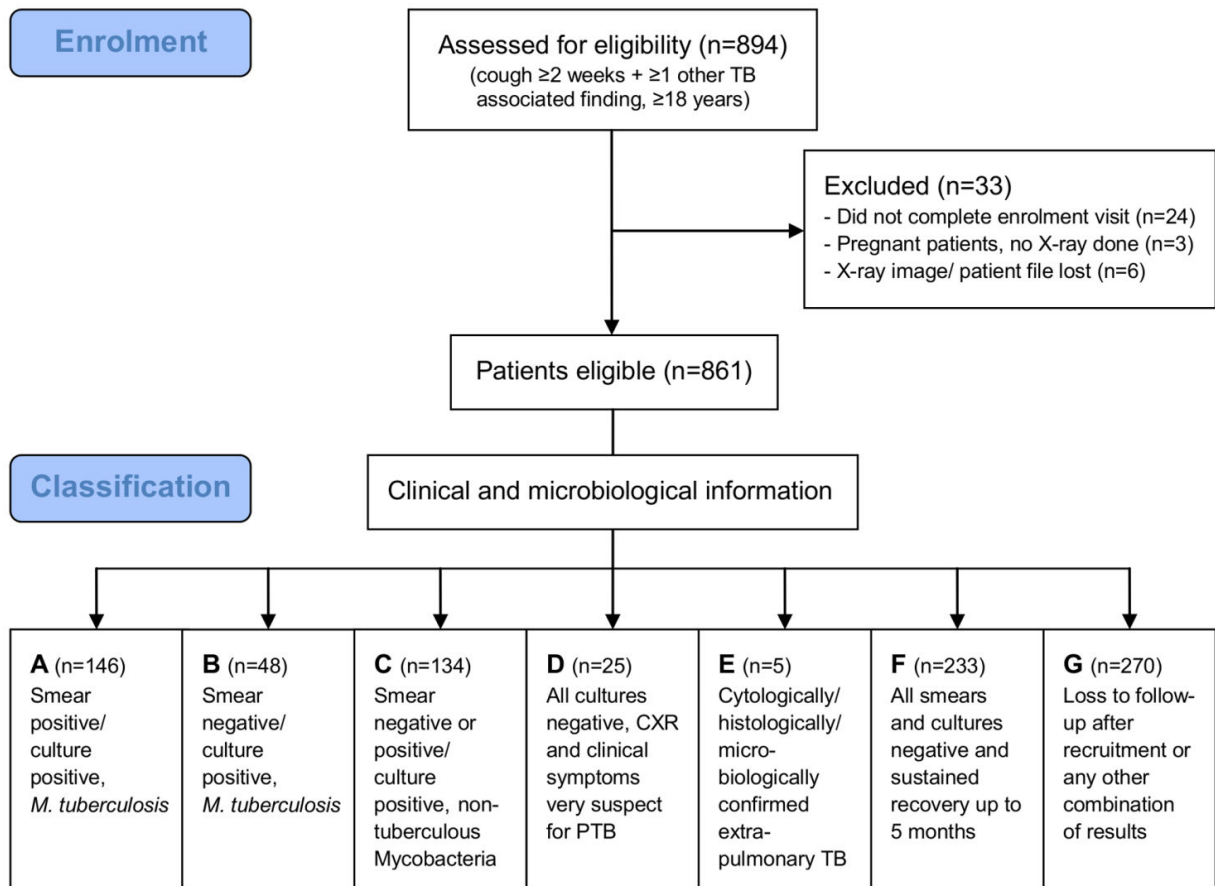 Enrolment
Assessed for eligibility (n=894)
(cough ≥2 weeks + ≥1 other TB
associated finding, ≥18 years)
Excluded (n=33)
- Did not complete enrolment visit (n=24)
- Pregnant patients, no X-ray done (n=3)
- X-ray image/ patient file lost (n=6)
Patients eligible (n=861)
Classification
Clinical and microbiological information
A (n=146)
Smear
positive/
culture
positive,
M. tuberculosis
B (n=48)
Smear
negative/
culture
positive,
M. tuberculosis
C (n=134)
Smear
negative or
positive/
culture
positive, non-
tuberculous
Mycobacteria
D (n=25)
All cultures
negative, CXR
and clinical
symptoms
very suspect
for PTB
E (n=5)
Cytologically/
histologically/
micro-
biologically
confirmed
extra-
pulmonary TB
F (n=233)
All smears
and cultures
negative and
sustained
recovery up to
5 months
G (n=270)
Loss to follow-
up after
recruitment or
any other
combination
of results